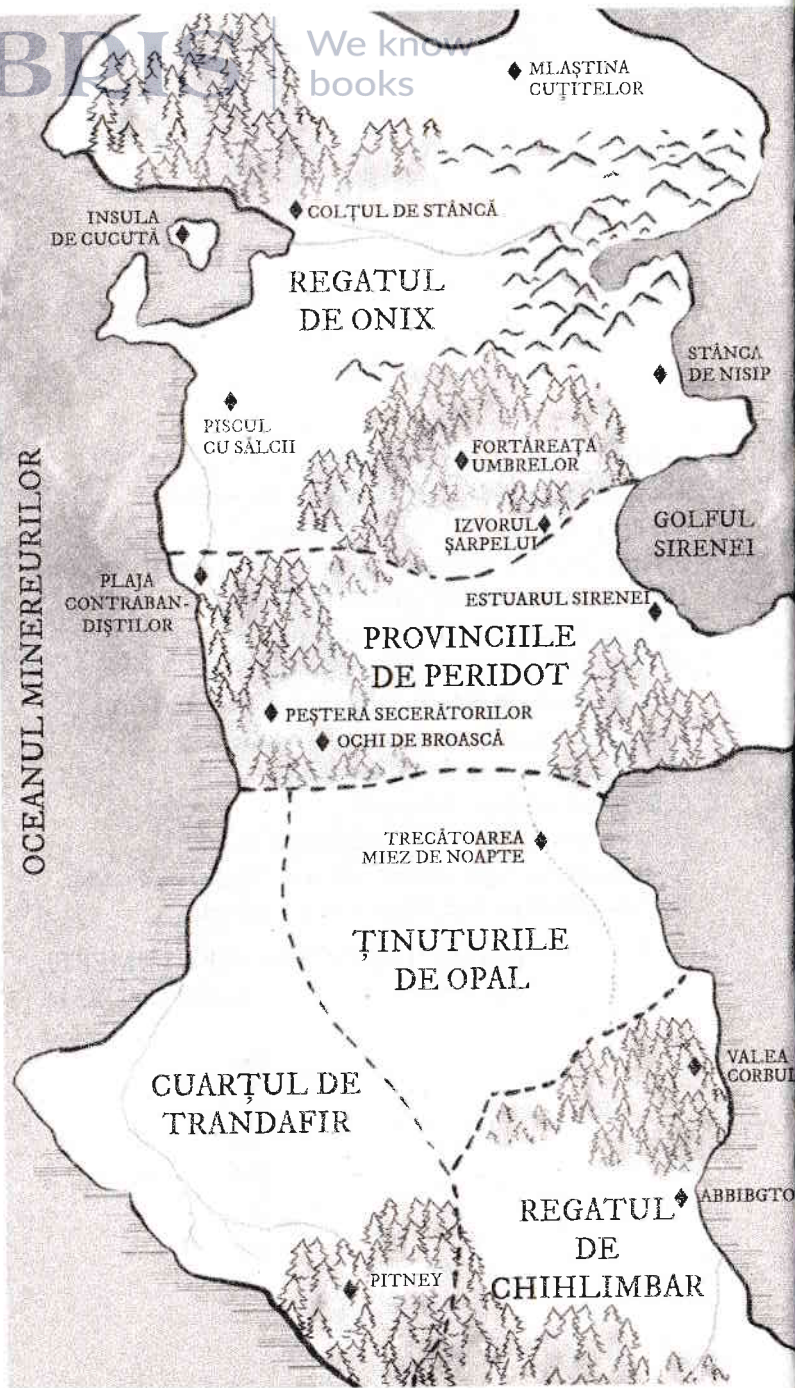 BRIS
We know
books
MLAȘTINA
CUȚITELOR
INSULA
DE CUCUTĂ
COLȚUL DE STÂNCĂ
REGATUL
DE ONIX
STÂNCA
DE NISIP
PISCUL
CU SĂLCII
FORTĂREAȚA
UMBRELOR
IZVORUL
ȘARPELUI
GOLFUL
SIRENEI
OCEANUL MINEREURILOR
PLAJA
CONTRABAN-
DIȘTILOR
ESTUARUL SIRENEI
PROVINCIILE
DE PERIDOT
PEȘTERA SECERĂTORILOR
OCHI DE BROASCĂ
TRECĂTOAREA
MIEZ DE NOAPTE
ȚINUTURILE
DE OPAL
VALEA
CORBUL
CUARȚUL DE
TRANDAFIR
ABBIBGTO
REGATUL
DE
CHIHLIMBAR
PITNEY